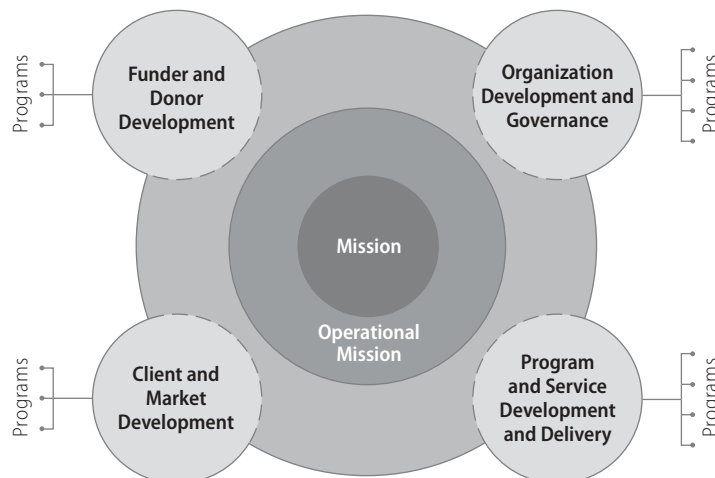 Programs
Funder and
Donor
Development
Organization
Development and
Governance
Programs
Mission
Operational
Mission
Programs
Client and
Market
Development
Program
and Service
Development
and Delivery
Programs